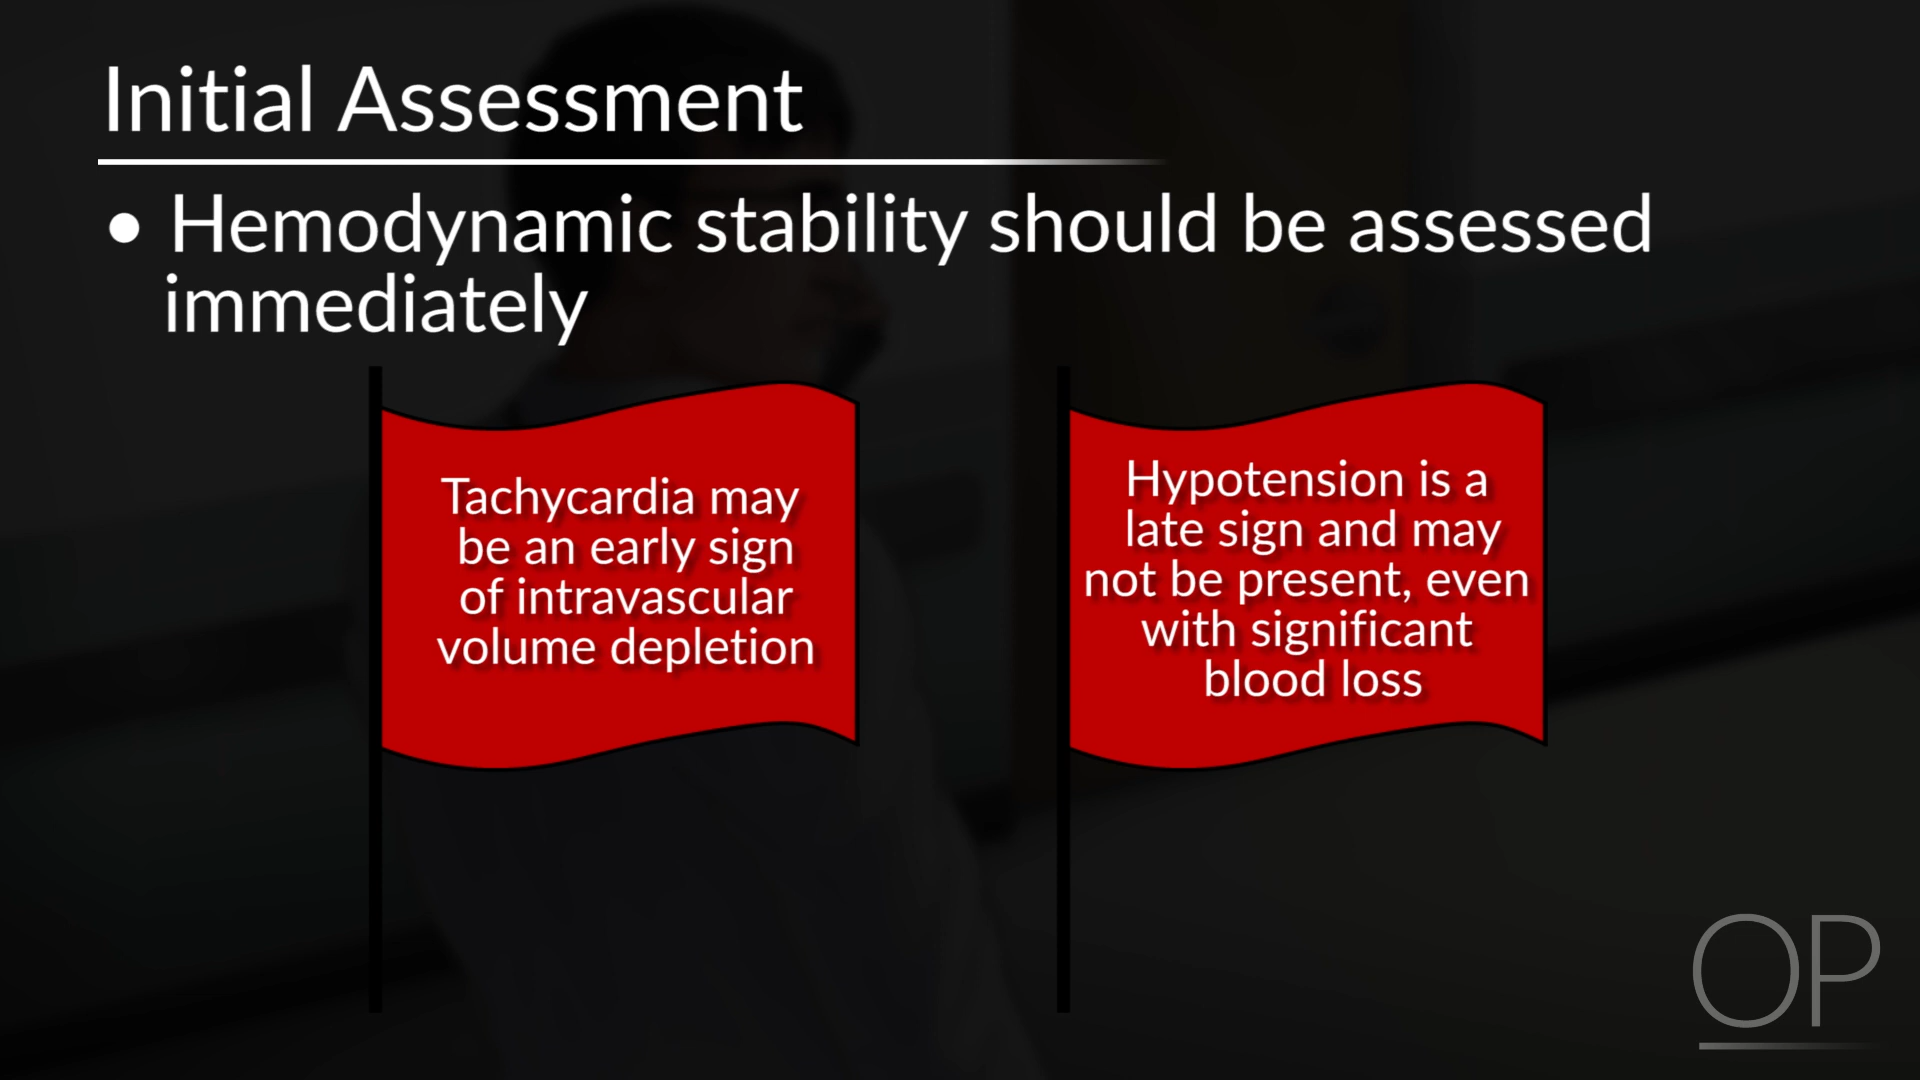 Initial Assessment
• Hemodynamic stability should be assessed
immediately
Tachycardia may
be an early sign
of intravascular
volume depletion
Hypotension is a
late sign and may
not be present, even
with significant
blood loss
OP